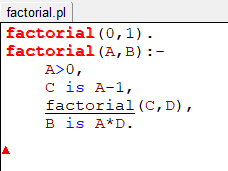 factorial.pl
factorial(0,1).
factorial(A,B):-
    A>0,
    C is A-1,
    factorial(C,D),
    B is A*D.